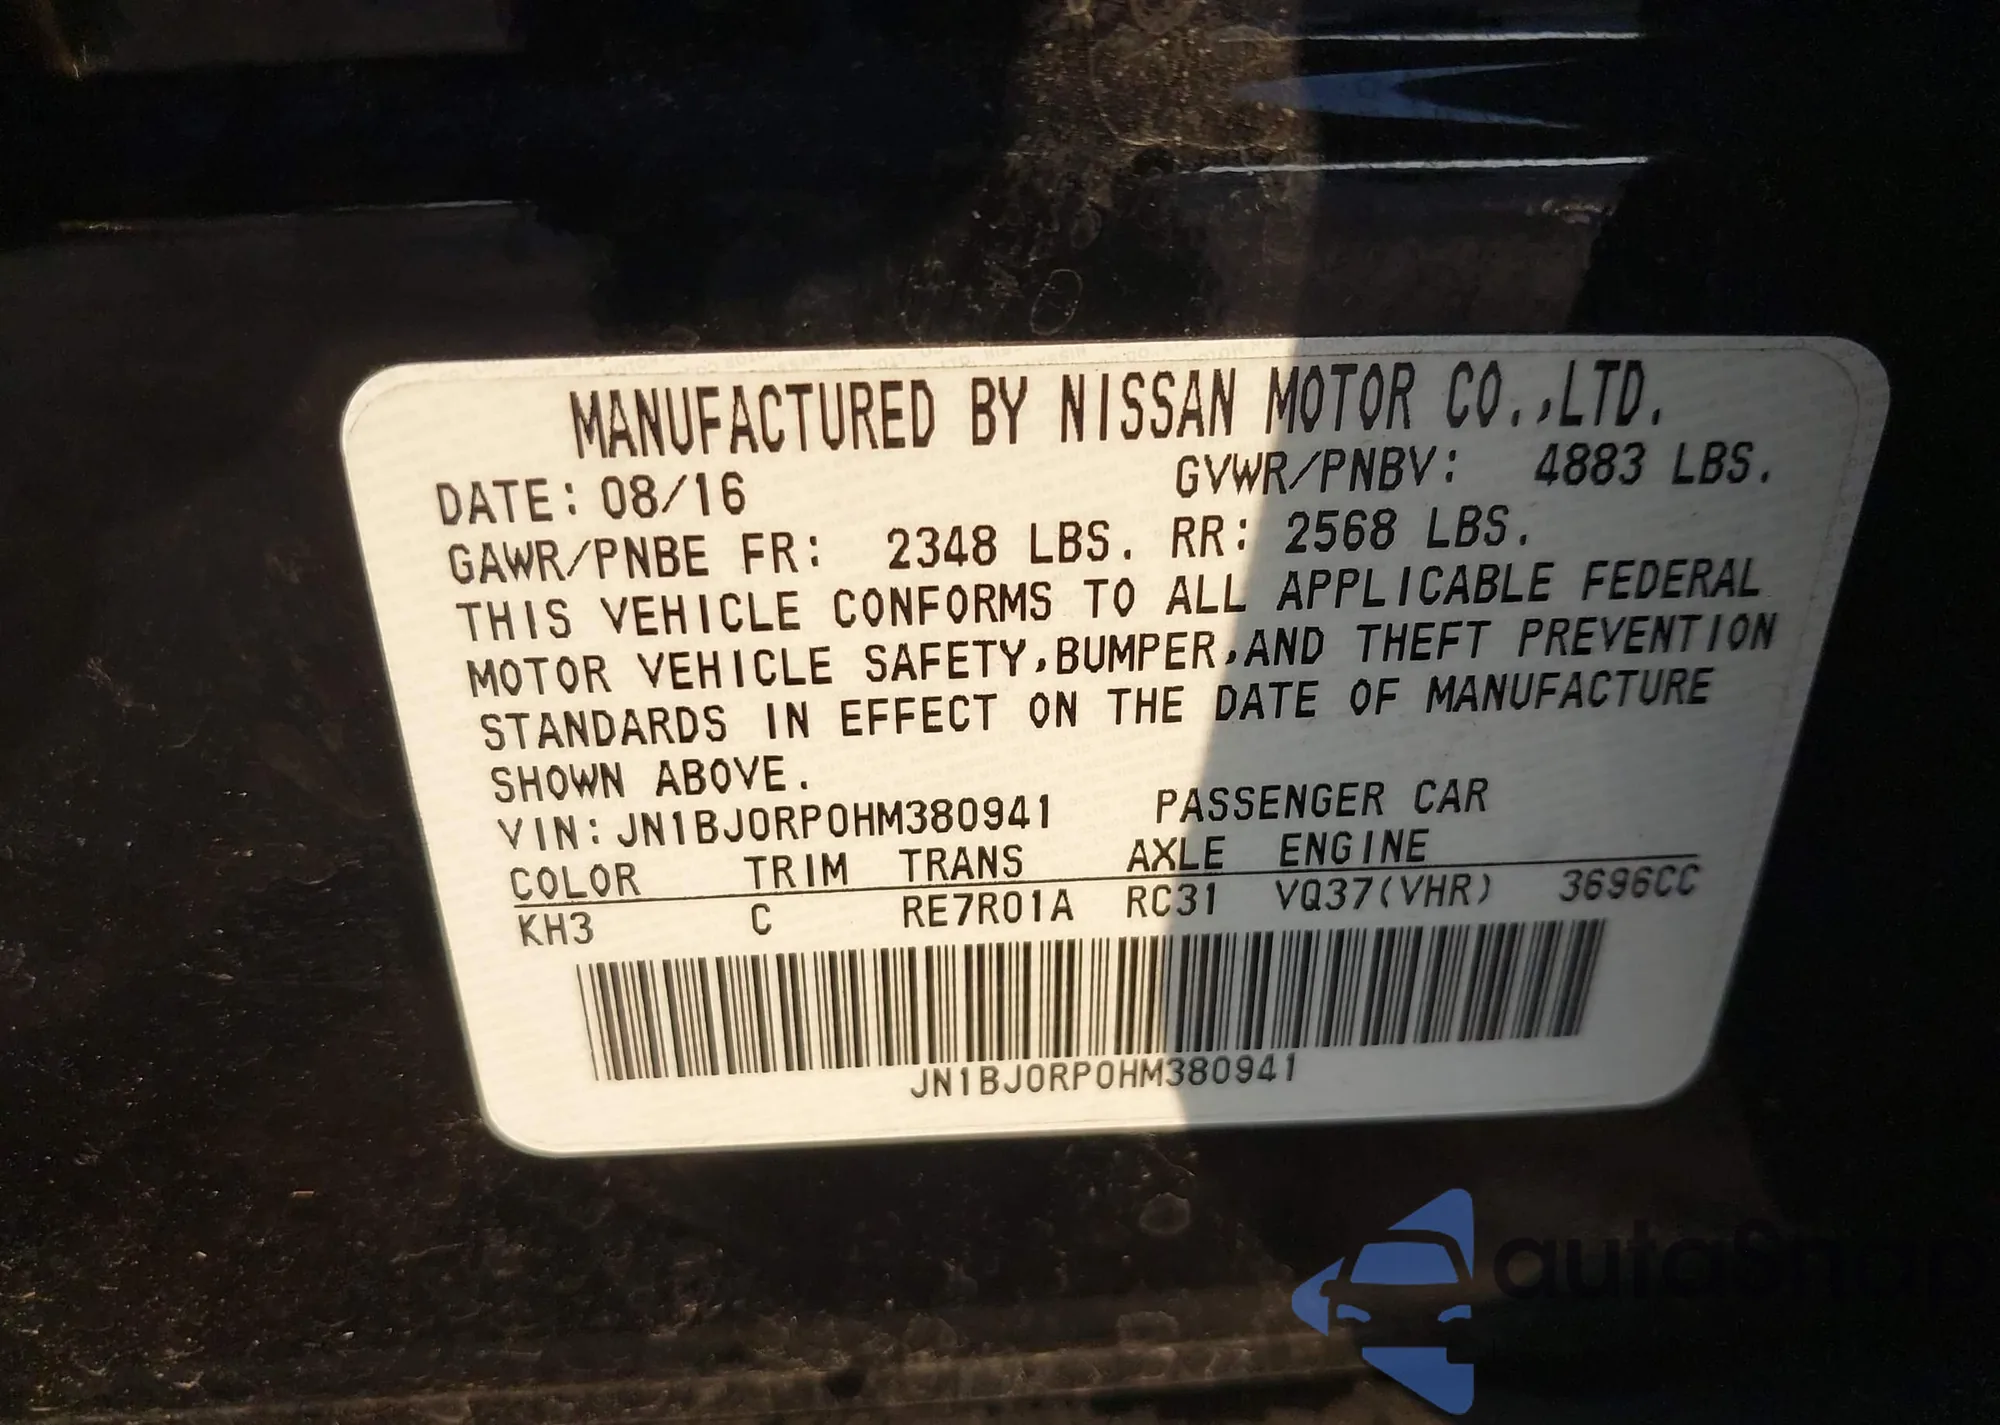 MANUFACTURED BY NISSAN MOTOR CO.,LTD.
DATE: 08/16 GVWR/PNBV: 4883 LBS.
GAWR/PNBE FR: 2348 LBS. RR: 2568 LBS.
THIS VEHICLE CONFORMS TO ALL APPLICABLE FEDERAL
MOTOR VEHICLE SAFETY,BUMPER,AND THEFT PREVENTION
STANDARDS IN EFFECT ON THE DATE OF MANUFACTURE
SHOWN ABOVE.
VIN: JN1BJ0RP0HM380941 PASSENGER CAR
COLOR TRIM TRANS AXLE ENGINE
KH3 C RE7R01A RC31 VQ37(VHR) 3696CC
JN1BJ0RP0HM380941